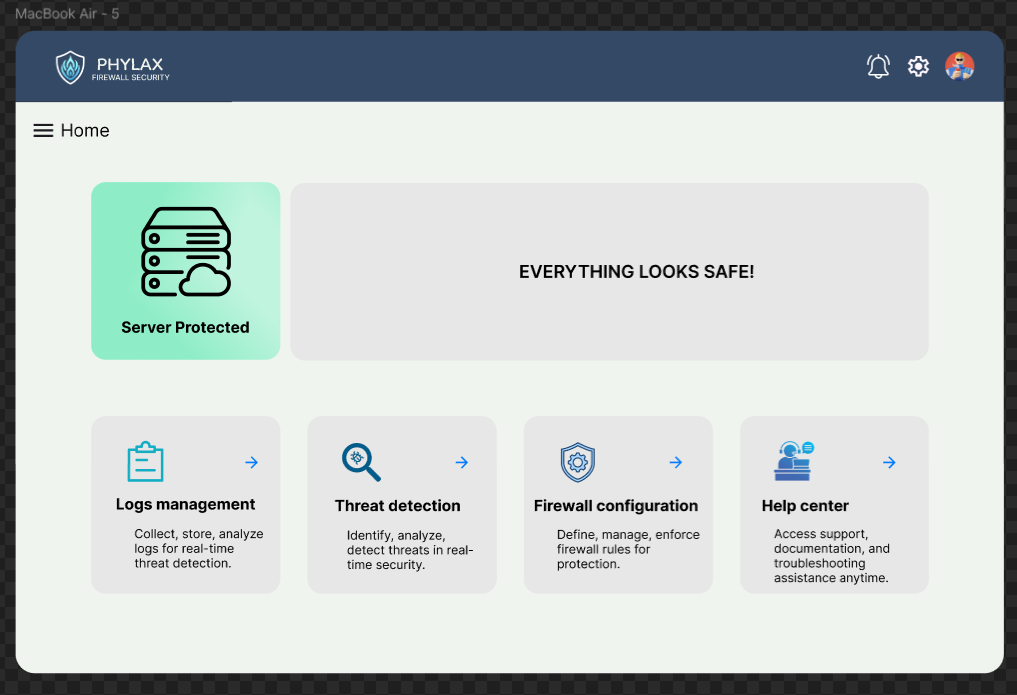 MacBook Air - 5
PHYLAX
FIREWALL SECURITY
Home
Server Protected
EVERYTHING LOOKS SAFE!
Logs management
Collect, store, analyze
logs for real-time
threat detection.
Threat detection
Identify, analyze,
detect threats in real-
time security.
Firewall configuration
Define, manage, enforce
firewall rules for
protection.
Help center
Access support,
documentation, and
troubleshooting
assistance anytime.